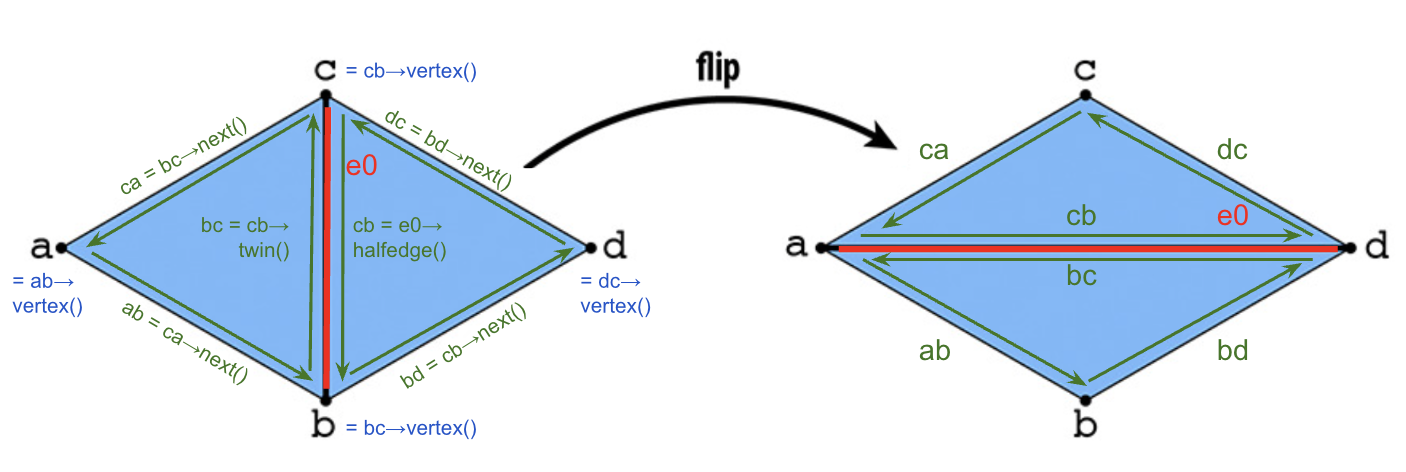 c = cb→vertex()
flip
c
ca = bc→next()
dc = bd→next()
e0
bc = cb→
twin()
cb = e0→
halfedge()
a
d
= ab→
vertex()
= dc→
vertex()
ab = ca→next()
bd = cb→next()
b = bc→vertex()
ca
dc
cb
e0
a
d
bc
ab
bd
b